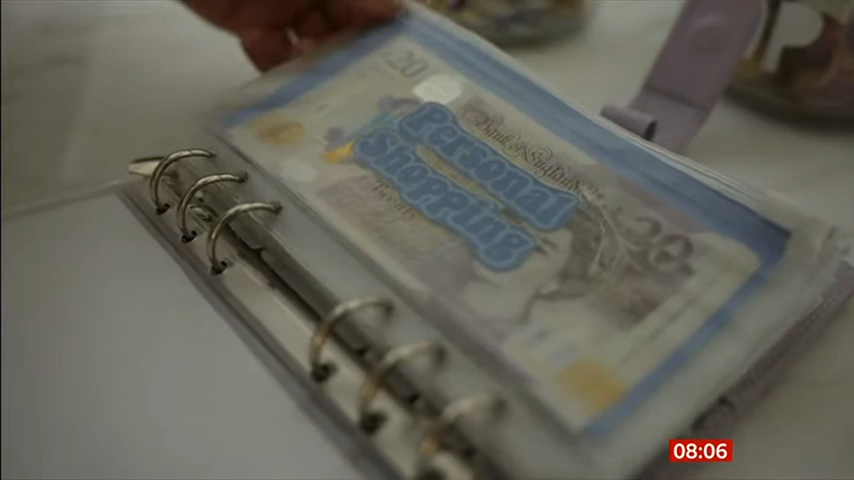 20
Bank of England
Personal
Shopping
Twenty
20
08:06